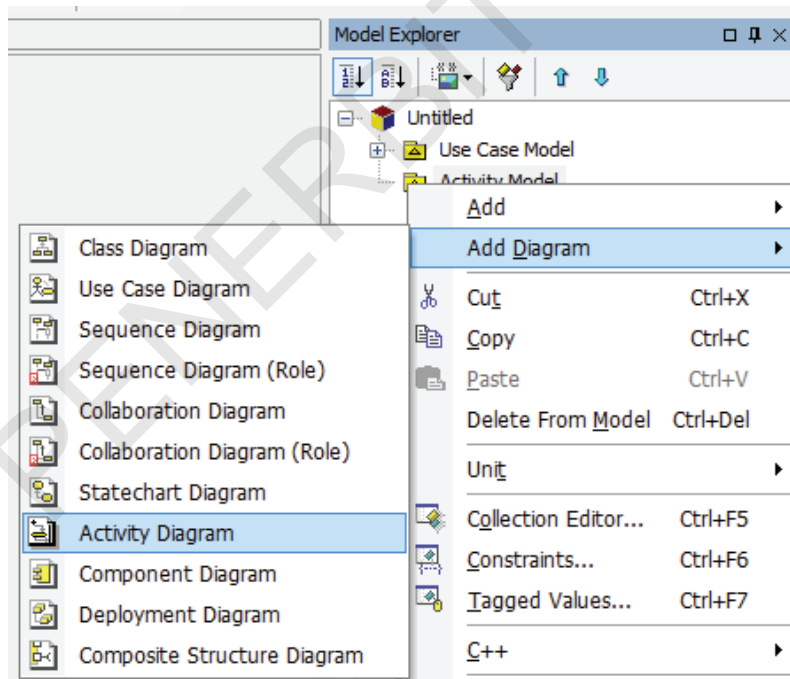 Model Explorer
Untitled
Use Case Model
Activity Model
Add
Add Diagram
Cut Ctrl+X
Copy Ctrl+C
Paste Ctrl+V
Delete From Model Ctrl+Del
Unit
Collection Editor... Ctrl+F5
Constraints... Ctrl+F6
Tagged Values... Ctrl+F7
C++
Class Diagram
Use Case Diagram
Sequence Diagram
Sequence Diagram (Role)
Collaboration Diagram
Collaboration Diagram (Role)
Statechart Diagram
Activity Diagram
Component Diagram
Deployment Diagram
Composite Structure Diagram
PENERBIT